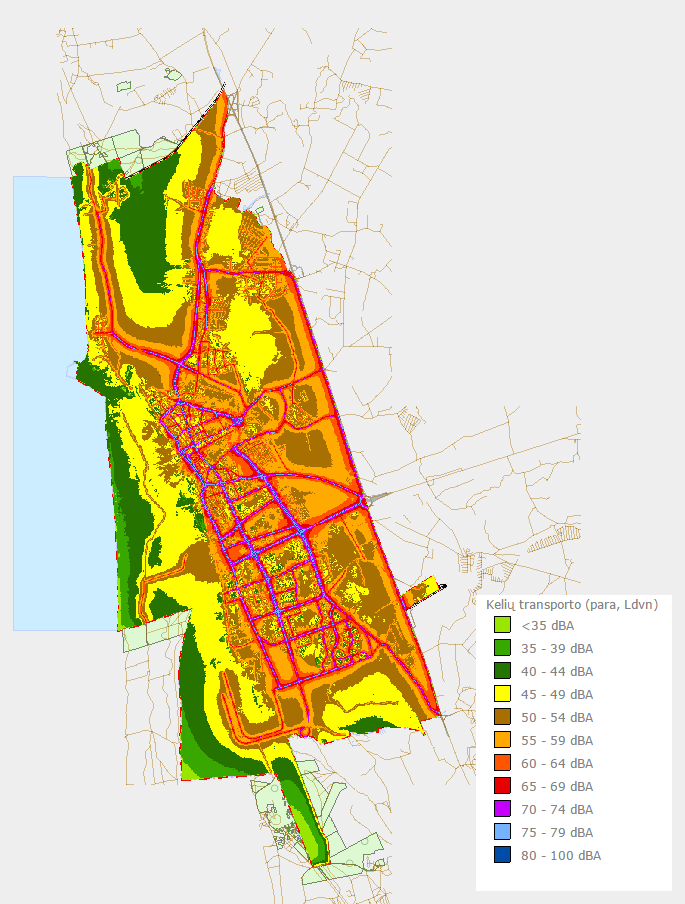 Kelių transporto (para, Ldvn)
<35 dBA
35 - 39 dBA
40 - 44 dBA
45 - 49 dBA
50 - 54 dBA
55 - 59 dBA
60 - 64 dBA
65 - 69 dBA
70 - 74 dBA
75 - 79 dBA
80 - 100 dBA